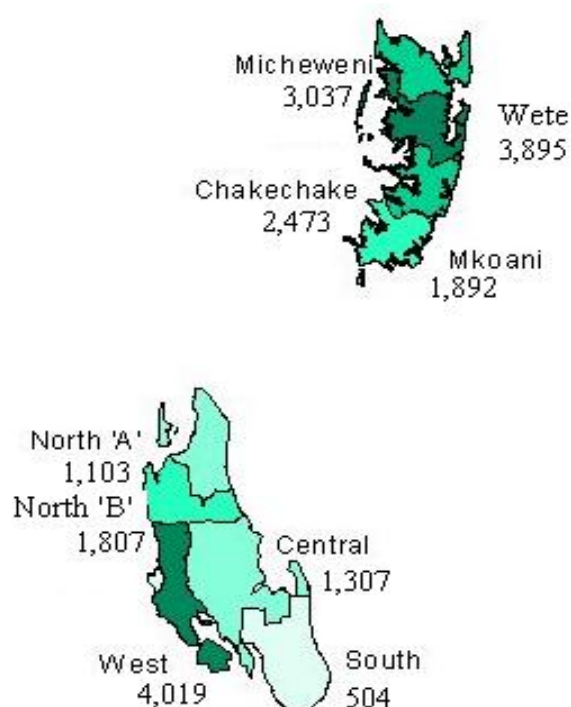 Micheweni
3,037
Wete
3,895
Chakechake
2,473
Mkoani
1,892
North 'A'
1,103
North 'B'
1,807
Central
1,307
West
4,019
South
504